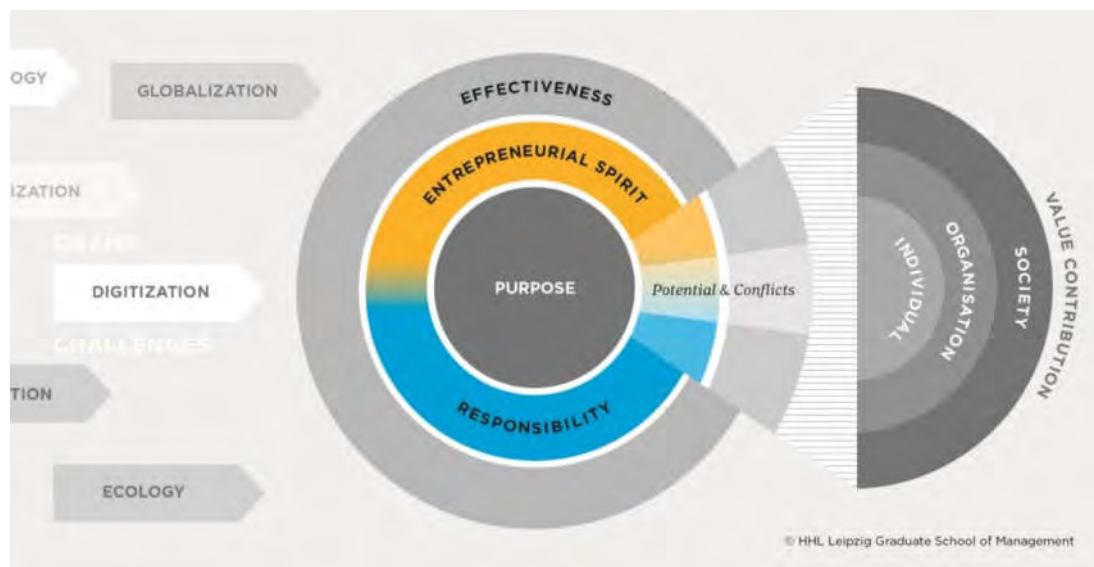 OGY
GLOBALIZATION
IZATION
DIGITIZATION
CHALLENGES
TION
ECOLOGY
EFFECTIVENESS
ENTREPRENEURIAL SPIRIT
PURPOSE
RESPONSIBILITY
Potential & Conflicts
INDIVIDUAL
ORGANISATION
SOCIETY
VALUE CONTRIBUTION
© HHL Leipzig Graduate School of Management